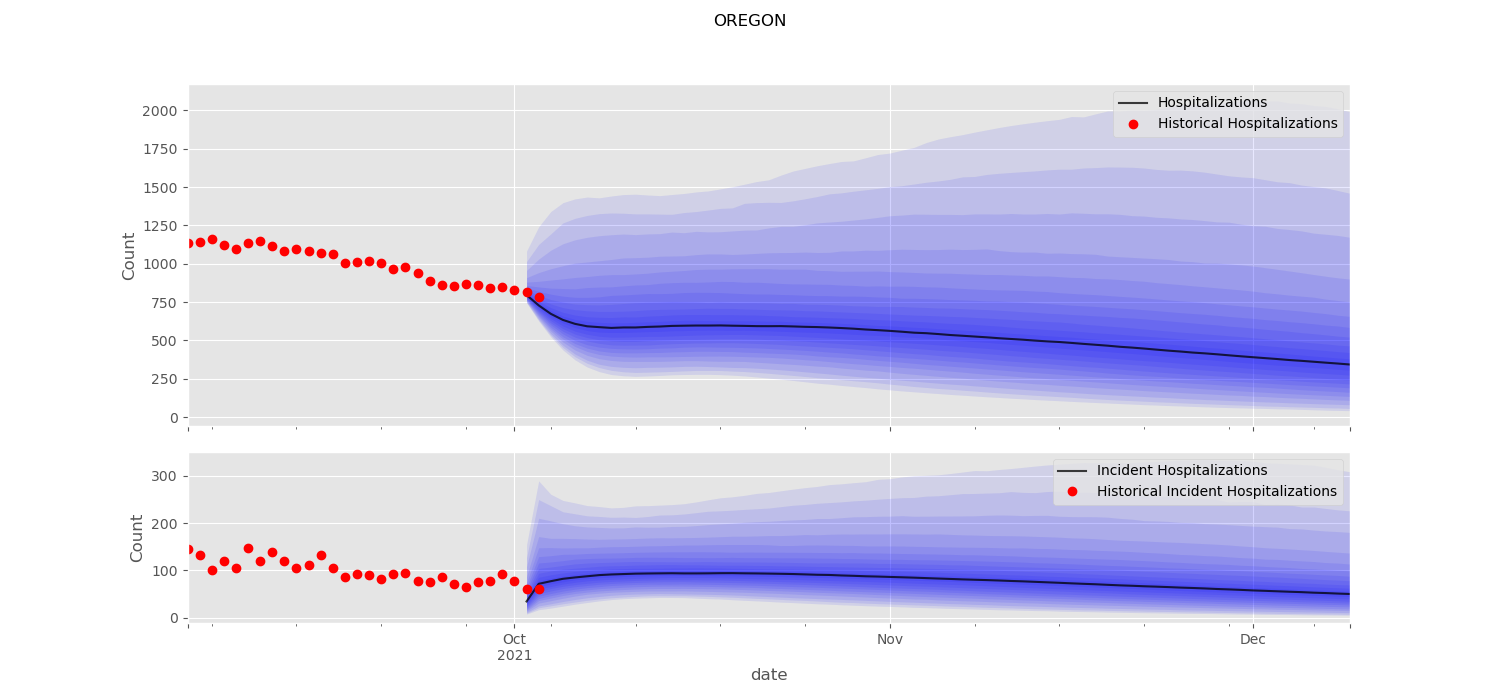 OREGON
Hospitalizations
Historical Hospitalizations
2000
1750
1500
1250
1000
750
500
250
0
Count
Incident Hospitalizations
Historical Incident Hospitalizations
300
200
100
0
Count
Oct
2021
Nov
Dec
date